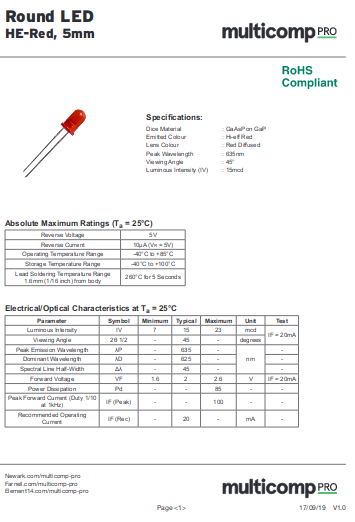 Round LED
HE-Red, 5mm
multicomp PRO
RoHS
Compliant
Specifications:
Dice Material : GaAsP on GaP
Emitted Colour : Hi-eff Red
Lens Colour : Red Diffused
Peak Wavelength : 635nm
Viewing Angle : 45°
Luminous Intensity (IV) : 15mcd
Absolute Maximum Ratings (Ta = 25°C)
Reverse Voltage 5V
Reverse Current 10μA (VR = 5V)
Operating Temperature Range -40°C to +85°C
Storage Temperature Range -40°C to +100°C
Lead Soldering Temperature Range
1.6mm (1/16 inch) from body 260°C for 5 Seconds
Electrical/Optical Characteristics at Ta = 25°C
Parameter Symbol Minimum Typical Maximum Unit Test
Luminous Intensity IV 7 15 23 mcd IF = 20mA
Viewing Angle 2θ 1/2 - 45 - degrees
Peak Emission Wavelength λP - 635 - nm -
Dominant Wavelength λD - 625 - -
Spectral Line Half-Width Δλ - 45 - -
Forward Voltage VF 1.6 2 2.6 V IF = 20mA
Power Dissipation Pd - - 85 - -
Peak Forward Current (Duty 1/10
at 1KHz) IF (Peak) - - 100 - -
Recommended Operating
Current IF (Rec) - 20 - mA -
Newark.com/multicomp-pro
Farnell.com/multicomp-pro
Element14.com/multicomp-pro
multicomp PRO
Page <1> 17/09/19 V1.0